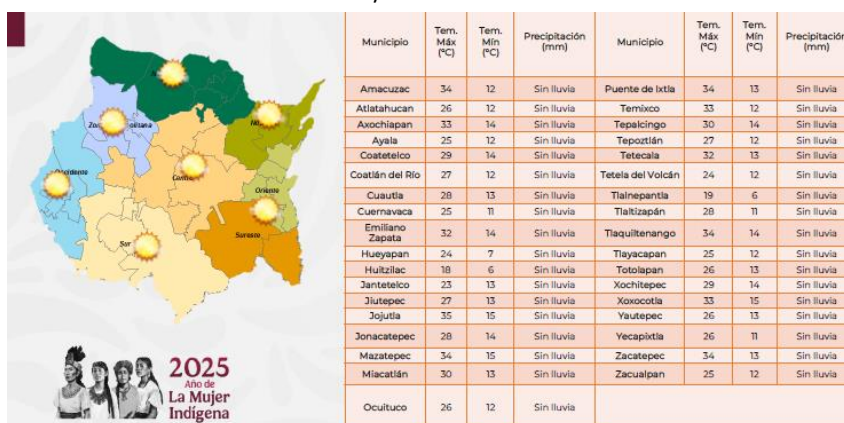 Zona
itana
Occidente
Oriente
Sur
Sureste
2025
Año de
La Mujer
Indígena
Municipio Tem. Máx (°C) Tem. Mín (°C) Precipitación (mm) Municipio Tem. Máx (°C) Tem. Mín (°C) Precipitación (mm)
Amacuzac 34 12 Sin lluvia Puente de Ixtla 34 13 Sin lluvia
Atlatahucan 26 12 Sin lluvia Temixco 33 12 Sin lluvia
Axochiapan 33 14 Sin lluvia Tepalcingo 30 14 Sin lluvia
Ayala 25 12 Sin lluvia Tepoztlán 27 12 Sin lluvia
Coatetelco 29 14 Sin lluvia Tetecala 32 13 Sin lluvia
Coatlán del Río 27 12 Sin lluvia Tetela del Volcán 24 12 Sin lluvia
Cuautla 28 13 Sin lluvia Tlalnepantla 19 6 Sin lluvia
Cuernavaca 25 11 Sin lluvia Tlaltizapán 28 11 Sin lluvia
Emiliano Zapata 32 14 Sin lluvia Tlaquiltenango 34 14 Sin lluvia
Hueyapan 24 7 Sin lluvia Tlayacapan 25 12 Sin lluvia
Huitzilac 18 6 Sin lluvia Totolapan 26 13 Sin lluvia
Jantetelco 23 13 Sin lluvia Xochitepec 29 14 Sin lluvia
Jiutepec 27 13 Sin lluvia Xoxocotla 33 15 Sin lluvia
Jojutla 35 15 Sin lluvia Yautepec 26 13 Sin lluvia
Jonacatepec 28 14 Sin lluvia Yecapixtla 26 11 Sin lluvia
Mazatepec 34 15 Sin lluvia Zacatepec 34 13 Sin lluvia
Miacatlán 30 13 Sin lluvia Zacualpan 25 12 Sin lluvia
Ocuituco 26 12 Sin lluvia